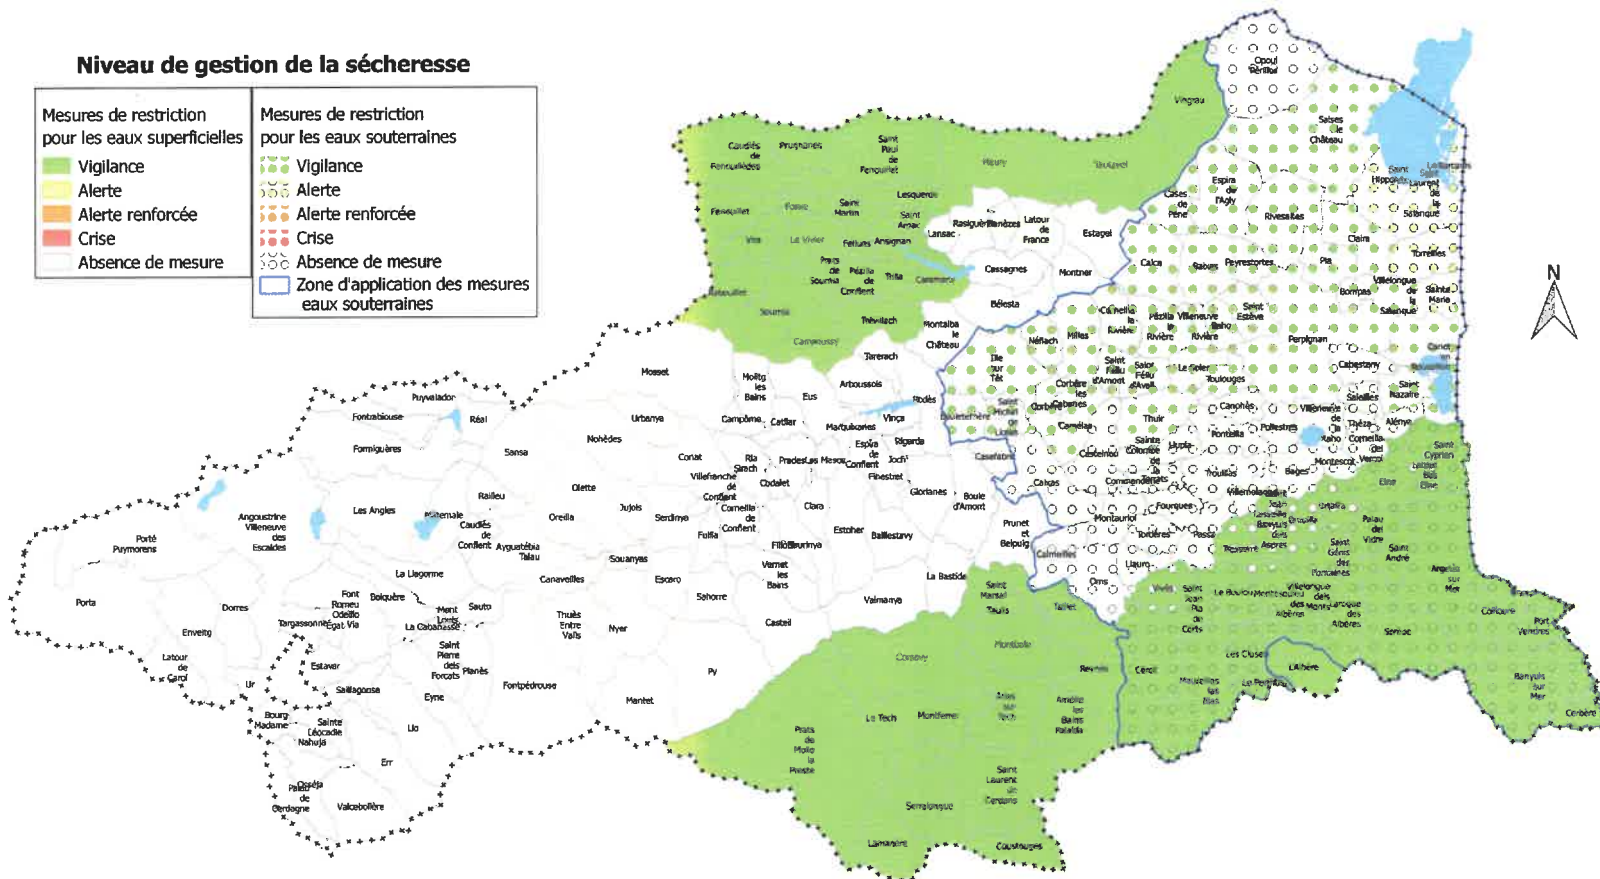 Niveau de gestion de la sécheresse
Mesures de restriction
pour les eaux superficielles
Vigilance
Alerte
Alerte renforcée
Crise
Absence de mesure
Mesures de restriction
pour les eaux souterraines
Vigilance
Alerte
Alerte renforcée
Crise
Absence de mesure
Zone d'application des mesures
eaux souterraines
N
Opoul
Périllos
Vingrau
Salses
le
Château
Caudiés
de
Fenouillèdes
Prugnanes
Saint
Paul
de
Fenouillet
Maury
Tautavel
Lesquerde
Fenouillet
Fosse
Saint
Martin
Saint
Arnac
Lansac
Rasiguères
Planèzes
Latour
de
France
Estagel
Cases
de
Pène
Espira
de
l'Agly
Rivesaltes
Saint
Hippolyte
Le Barcarès
Saint
Laurent
de
la
Salanque
Vira
Le Vivier
Felluns
Ansignan
Prats
de
Sournia
Pézilla
de
Conflent
Trilla
Caramany
Cassagnes
Montner
Calce
Baixas
Peyrestortes
Pia
Claira
Torreilles
Bélesta
Bompas
Villelongue
de
la
Salanque
Sainte
Marie
Sournia
Trévillach
Montalba
le
Château
Campoussy
Tarerach
Corneilla
la
Rivière
Pézilla
la
Rivière
Villeneuve
la
Rivière
Baho
Saint
Estève
Perpignan
Néfiach
Millas
Ille
sur
Têt
Saint
Féliu
d'Amont
Saint
Féliu
d'Avall
Le Soler
Toulouges
Cabestany
Canet
en
Roussillon
Mosset
Molitg
les
Bains
Eus
Arboussols
Rodès
Corbère
les
Cabanes
Corbère
Saint
Nazaire
Saleilles
Puyvalador
Fontrabiouse
Réal
Urbanya
Campôme
Catllar
Marquixanes
Vinça
Bouleternère
Saint
Michel
de
Llotes
Camélas
Thuir
Canohès
Pollestres
Villeneuve
de
la
Raho
Théza
Alénya
Corneilla
del
Vercol
Formiguères
Sansa
Nohèdes
Conat
Ria
Sirach
Prades
Los Masos
Espira
de
Conflent
Rigarda
Joch
Finestret
Casefabre
Castelnou
Sainte
Colombe
de
la
Commanderie
Llupia
Terrats
Ponteilla
Trouillas
Bages
Montescot
Saint
Cyprien
Latour
Bas
Elne
Elne
Les Angles
Railleu
Olette
Jujols
Serdinya
Villefranche
de
Conflent
Corneilla
de
Conflent
Codalet
Clara
Glorianes
Boule
d'Amont
Caixas
Fourques
Villemolaque
Saint
Jean
Lasseille
Banyuls
dels
Aspres
Brouilla
Ortaffa
Palau
del
Vidre
Angoustrine
Villeneuve
des
Escaldes
Matemale
Caudiès
de
Conflent
Ayguatébia
Talau
Oreilla
Fuilla
Fillols
Taurinya
Estoher
Baillestavy
Prunet
et
Belpuig
Montauriol
Tordères
Passa
Tresserre
Saint
Génis
des
Fontaines
Saint
André
Argelès
sur
Mer
Porté
Puymorens
La Llagonne
Canaveilles
Souanyas
Escaro
Vernet
les
Bains
La Bastide
Calmeilles
Llauro
Oms
Vivès
Saint
Jean
Pla
de
Corts
Le Boulou
Montesquieu
des
Albères
Villelongue
dels
Monts
Laroque
des
Albères
Sorède
Collioure
Port
Vendres
Porta
Dorres
Font
Romeu
Odeillo
Via
Bolquère
Mont
Louis
Sauto
La Cabanasse
Targassonne
Egat
Thuès
Entre
Valls
Nyer
Sahorre
Casteil
Valmanya
Saint
Marsal
Taulis
Taillet
Enveitg
Latour
de
Carol
Ur
Estavar
Saillagouse
Saint
Pierre
dels
Forcats
Planès
Eyne
Fontpédrouse
Mantet
Py
Corsavy
Montbolo
Reynès
Céret
Maureillas
las
Illas
Les Cluses
L'Albère
Le Perthus
Banyuls
sur
Mer
Cerbère
Bourg
Madame
Sainte
Léocadie
Nahuja
Llo
Err
Osséja
Palau
de
Cerdagne
Valcebollère
Prats
de
Mollo
la
Preste
Le Tech
Montferrer
Arles
sur
Tech
Amélie
les
Bains
Palalda
Saint
Laurent
de
Cerdans
Serralongue
Lamanère
Coustouges